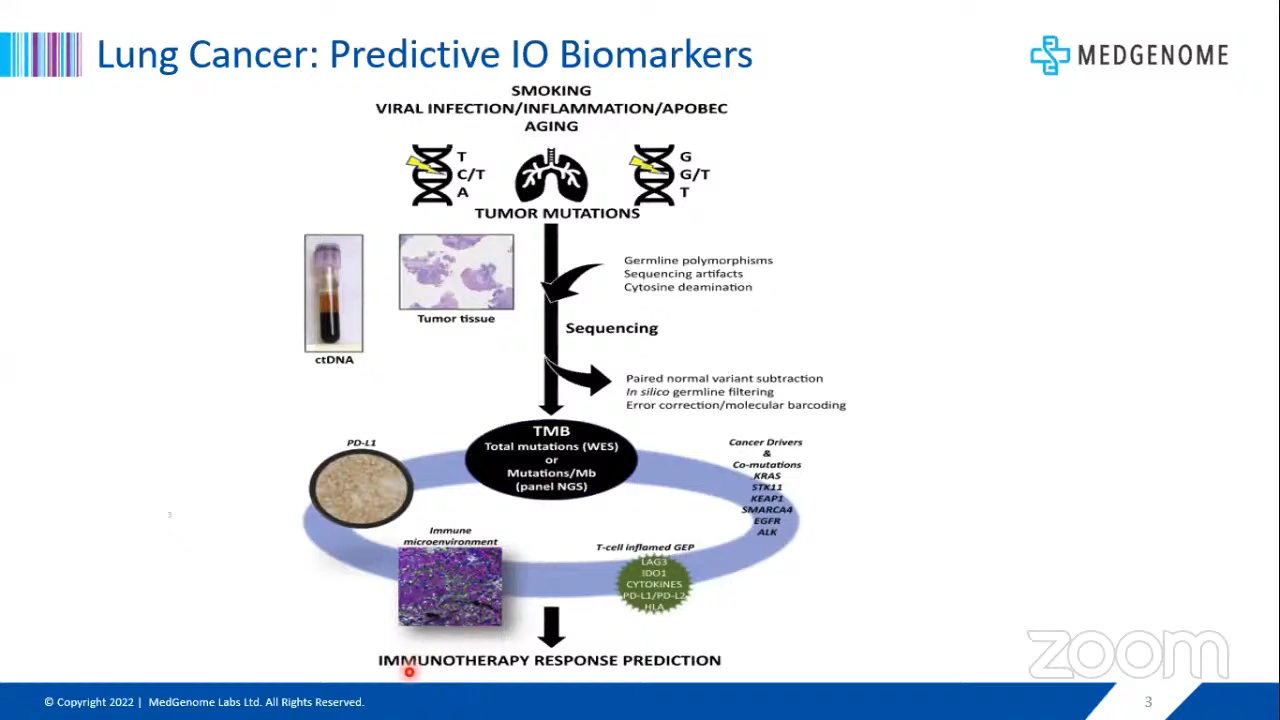 Lung Cancer: Predictive IO Biomarkers
MEDGENOME
SMOKING
VIRAL INFECTION/INFLAMMATION/APOBEC
AGING
T
C/T
A
G
G/T
T
TUMOR MUTATIONS
Germline polymorphisms
Sequencing artifacts
Cytosine deamination
Tumor tissue
Sequencing
ctDNA
Paired normal variant subtraction
In silico germline filtering
Error correction/molecular barcoding
TMB
Total mutations (WES)
or
Mutations/Mb
(panel NGS)
PD-L1
Cancer Drivers
&
Co-mutations
KRAS
STK11
KEAP1
SMARCA4
EGFR
ALK
3
Immune
microenvironment
T-cell inflamed GEP
LAG3
IDO1
CYTOKINES
PD-L1/PD-L2
HLA
IMMUNOTHERAPY RESPONSE PREDICTION
zoom
© Copyright 2022 | MedGenome Labs Ltd. All Rights Reserved.
3